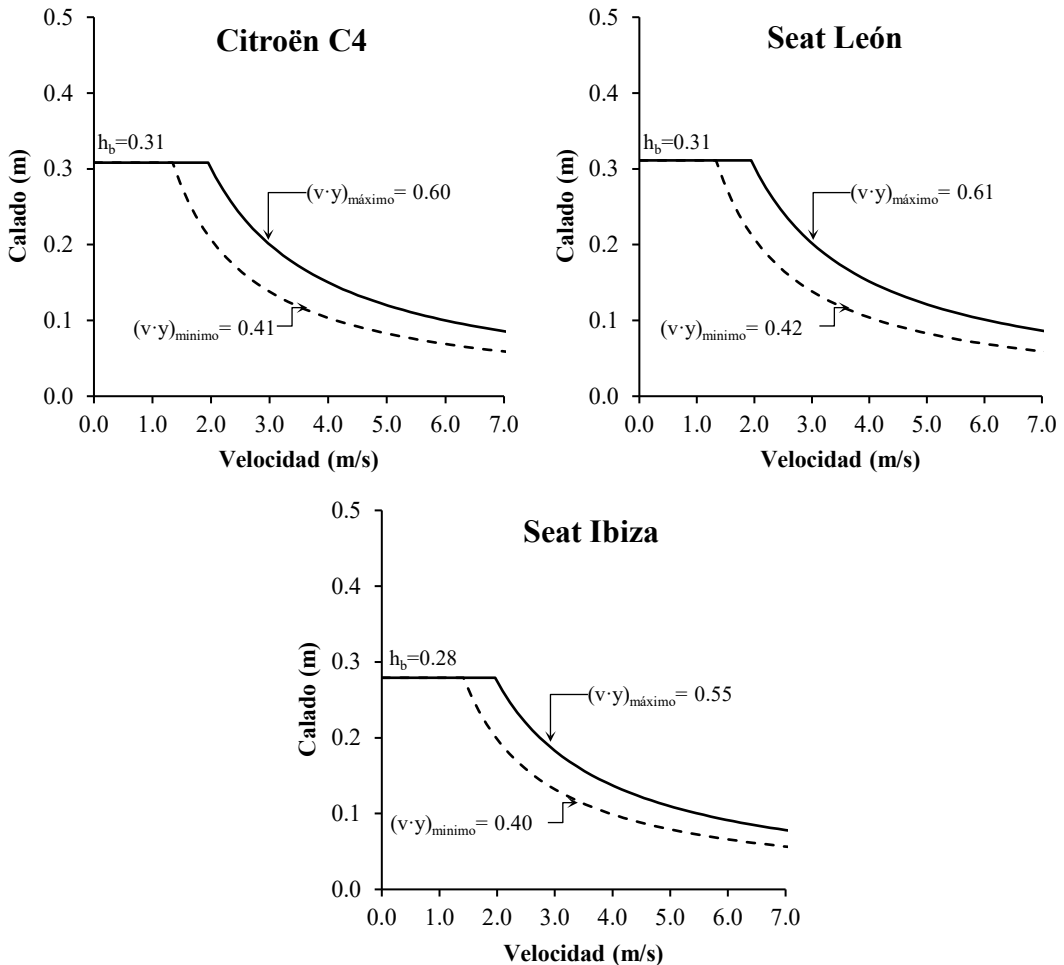 Citroën C4
0.5
0.4
0.3
0.2
0.1
0.0
Calado (m)
h_b=0.31
(v·y)_máximo= 0.60
(v·y)_minimo= 0.41
0.0 1.0 2.0 3.0 4.0 5.0 6.0 7.0
Velocidad (m/s)
Seat León
0.5
0.4
0.3
0.2
0.1
0.0
Calado (m)
h_b=0.31
(v·y)_máximo= 0.61
(v·y)_minimo= 0.42
0.0 1.0 2.0 3.0 4.0 5.0 6.0 7.0
Velocidad (m/s)
Seat Ibiza
0.5
0.4
0.3
0.2
0.1
0.0
Calado (m)
h_b=0.28
(v·y)_máximo= 0.55
(v·y)_minimo= 0.40
0.0 1.0 2.0 3.0 4.0 5.0 6.0 7.0
Velocidad (m/s)